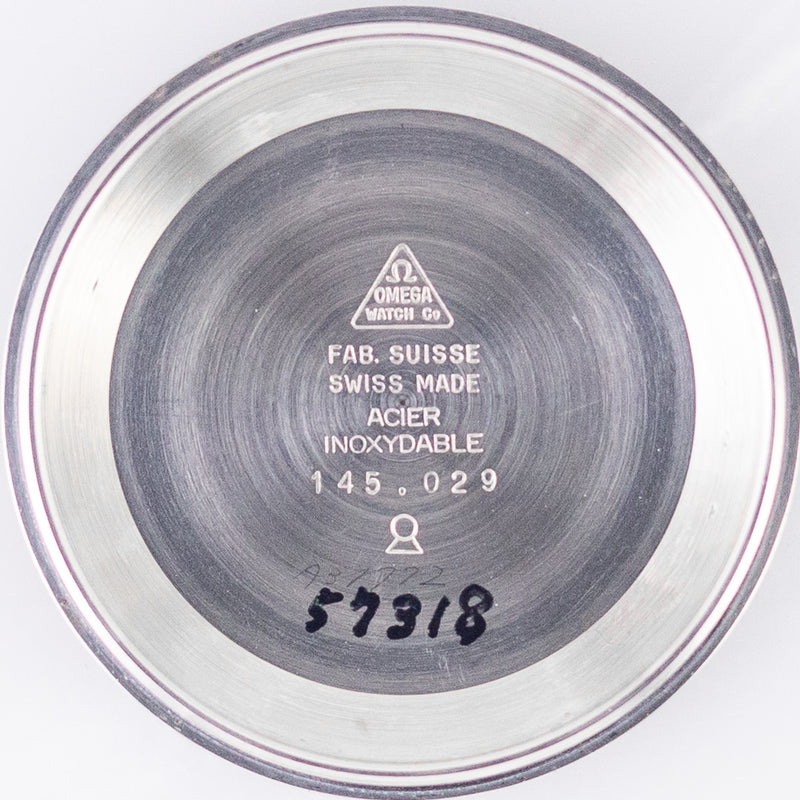 Ω
OMEGA
WATCH Co
FAB. SUISSE
SWISS MADE
ACIER
INOXYDABLE
145.029
57318